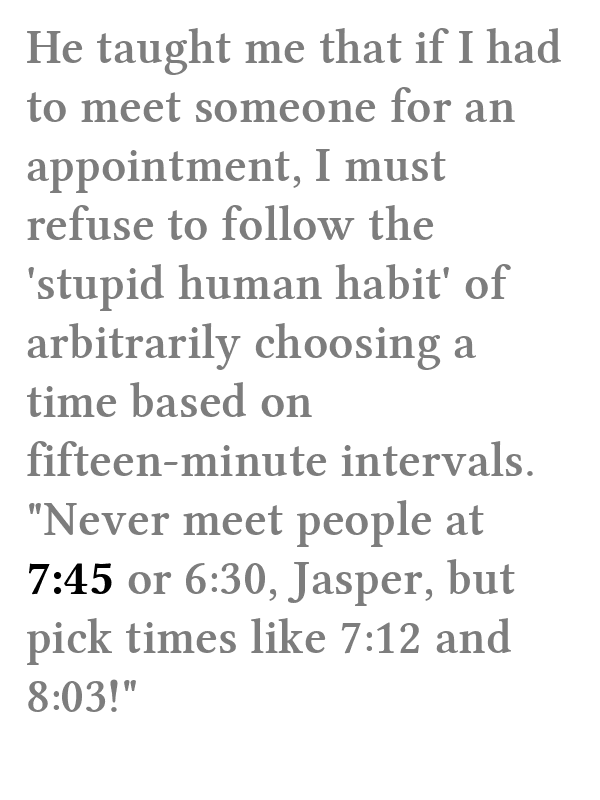 He taught me that if I had
to meet someone for an
appointment, I must
refuse to follow the
'stupid human habit' of
arbitrarily choosing a
time based on
fifteen-minute intervals.
"Never meet people at
7:45 or 6:30, Jasper, but
pick times like 7:12 and
8:03!"